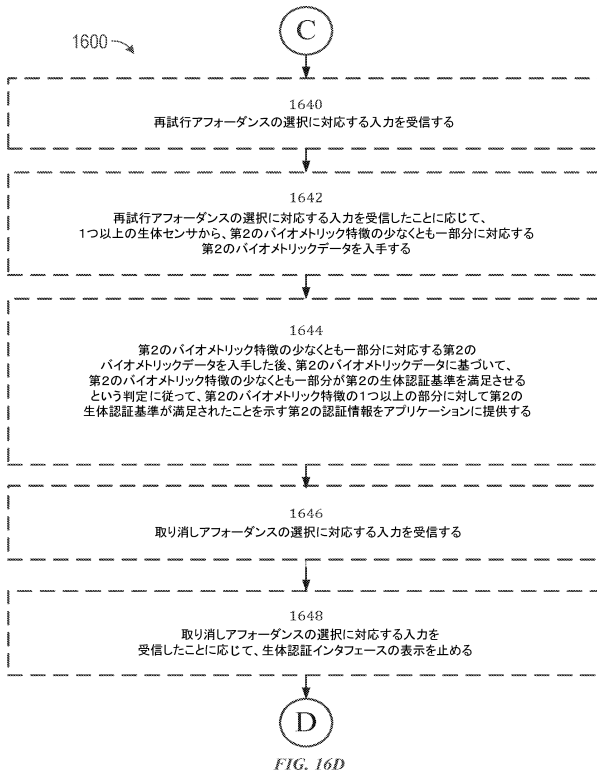 C
1600
1640
再試行アフォーダンスの選択に対応する入力を受信する
1642
再試行アフォーダンスの選択に対応する入力を受信したことに応じて、
1つ以上の生体センサから、第2のバイオメトリック特徴の少なくとも一部分に対応する
第2のバイオメトリックデータを入手する
1644
第2のバイオメトリック特徴の少なくとも一部分に対応する第2の
バイオメトリックデータを入手した後、第2のバイオメトリックデータに基づいて、
第2のバイオメトリック特徴の少なくとも一部分が第2の生体認証基準を満足させる
という判定に従って、第2のバイオメトリック特徴の1つ以上の部分に対して第2の
生体認証基準が満足されたことを示す第2の認証情報をアプリケーションに提供する
1646
取り消しアフォーダンスの選択に対応する入力を受信する
1648
取り消しアフォーダンスの選択に対応する入力を
受信したことに応じて、生体認証インタフェースの表示を止める
D
FIG. 16D